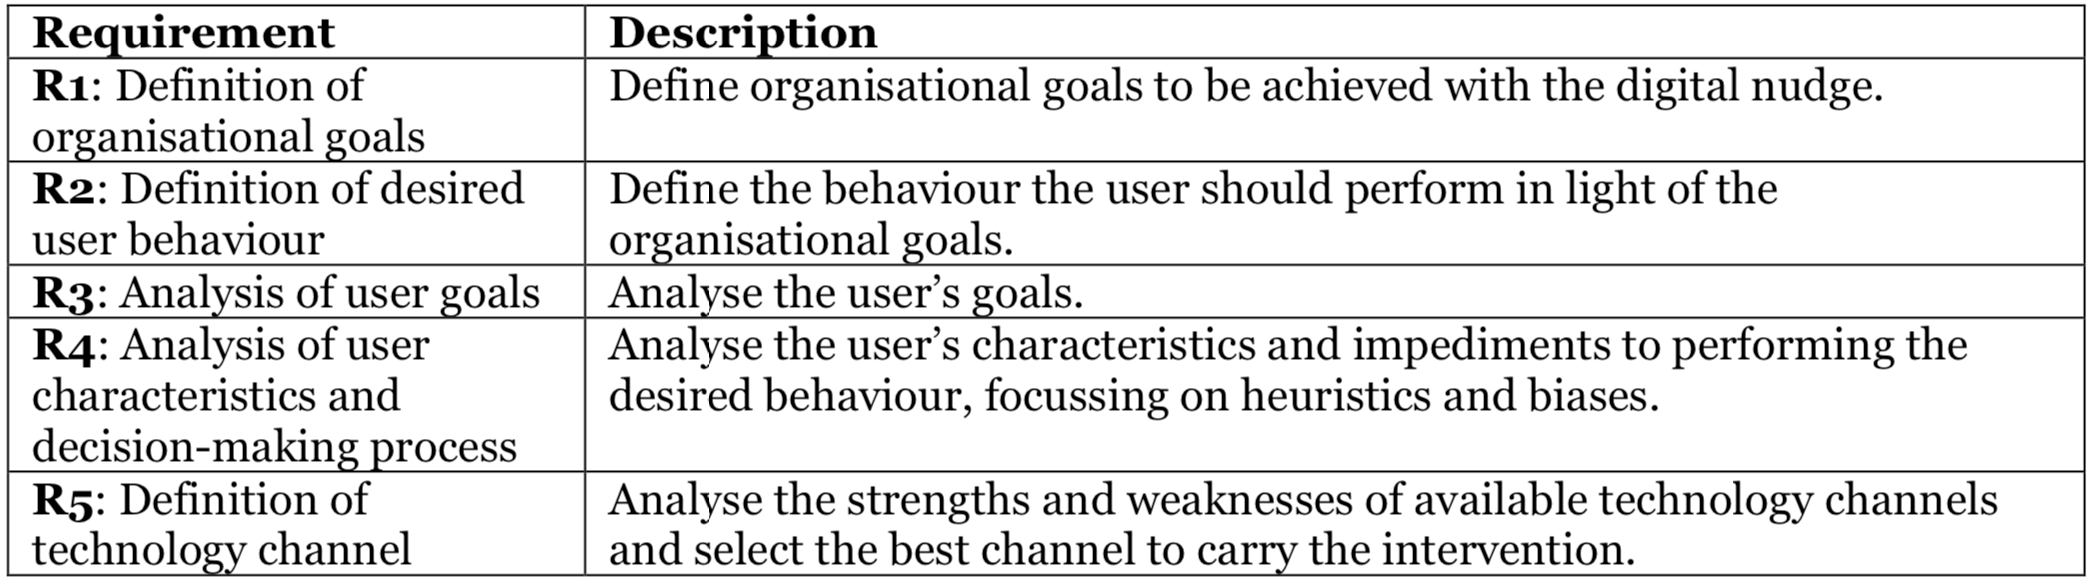 Requirement Description
R1: Definition of organisational goals Define organisational goals to be achieved with the digital nudge.
R2: Definition of desired user behaviour Define the behaviour the user should perform in light of the organisational goals.
R3: Analysis of user goals Analyse the user’s goals.
R4: Analysis of user characteristics and decision-making process Analyse the user’s characteristics and impediments to performing the desired behaviour, focussing on heuristics and biases.
R5: Definition of technology channel Analyse the strengths and weaknesses of available technology channels and select the best channel to carry the intervention.